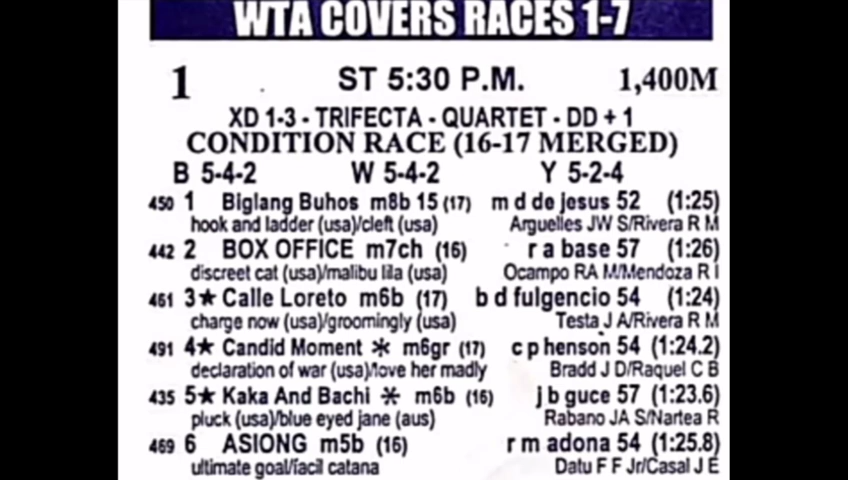 WTA COVERS RACES 1-7
1 ST 5:30 P.M. 1,400M
XD 1-3 - TRIFECTA - QUARTET - DD + 1
CONDITION RACE (16-17 MERGED)
B 5-4-2 W 5-4-2 Y 5-2-4
450 1 Biglang Buhos m8b 15 (17) m d de jesus 52 (1:25)
hook and ladder (usa)/cleft (usa) Arguelles JW S/Rivera R M
442 2 BOX OFFICE m7ch (16) r a base 57 (1:26)
discreet cat (usa)/malibu lila (usa) Ocampo RA M/Mendoza R I
461 3★ Calle Loreto m6b (17) b d fulgencio 54 (1:24)
charge now (usa)/groomingly (usa) Testa J A/Rivera R M
491 4★ Candid Moment * m6gr (17) c p henson 54 (1:24.2)
declaration of war (usa)/love her madly Bradd J D/Raquel C B
435 5★ Kaka And Bachi * m6b (16) j b guce 57 (1:23.6)
pluck (usa)/blue eyed jane (aus) Rabano JA S/Nartea R
469 6 ASIONG m5b (16) r m adona 54 (1:25.8)
ultimate goal/facil catana Datu F F Jr/Casal J E